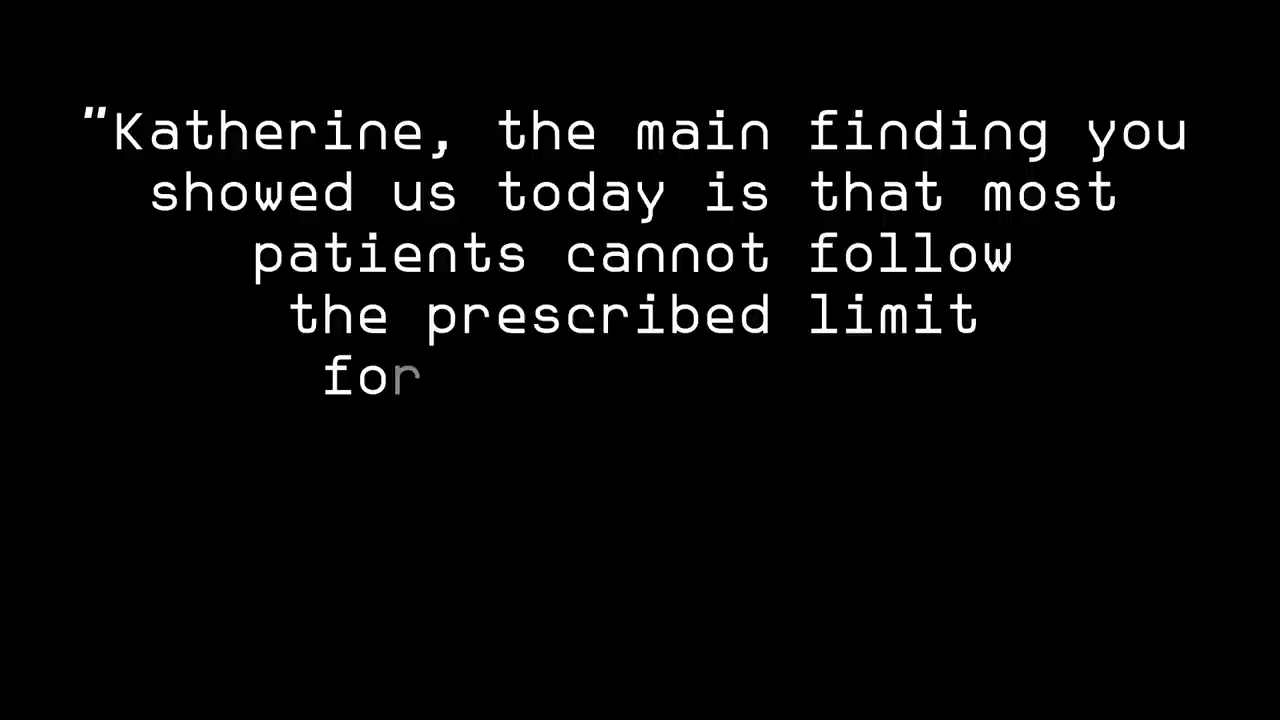 "Katherine, the main finding you
showed us today is that most
patients cannot follow
the prescribed limit
for